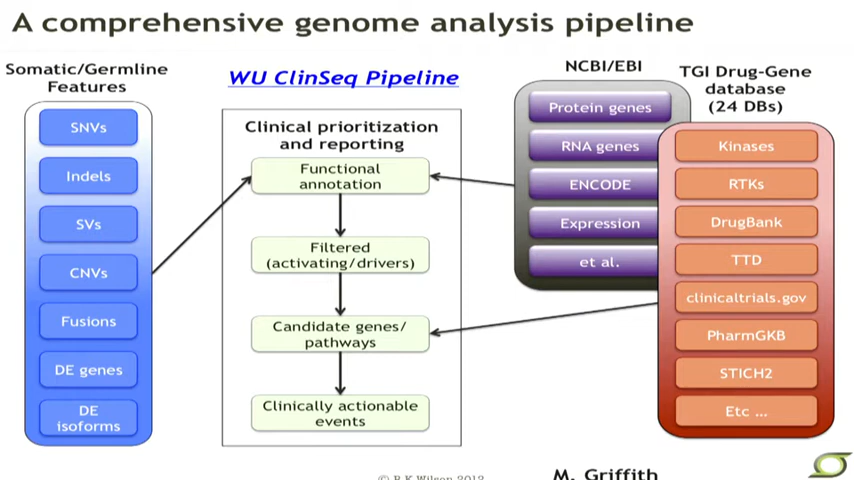 A comprehensive genome analysis pipeline
Somatic/Germline
Features
SNVs
Indels
SVs
CNVs
Fusions
DE genes
DE
isoforms
WU ClinSeq Pipeline
Clinical prioritization
and reporting
Functional
annotation
Filtered
(activating/drivers)
Candidate genes/
pathways
Clinically actionable
events
NCBI/EBI
Protein genes
RNA genes
ENCODE
Expression
et al.
TGI Drug-Gene
database
(24 DBs)
Kinases
RTKs
DrugBank
TTD
clinicaltrials.gov
PharmGKB
STICH2
Etc ...
© R K Wilson 2012
M. Griffith